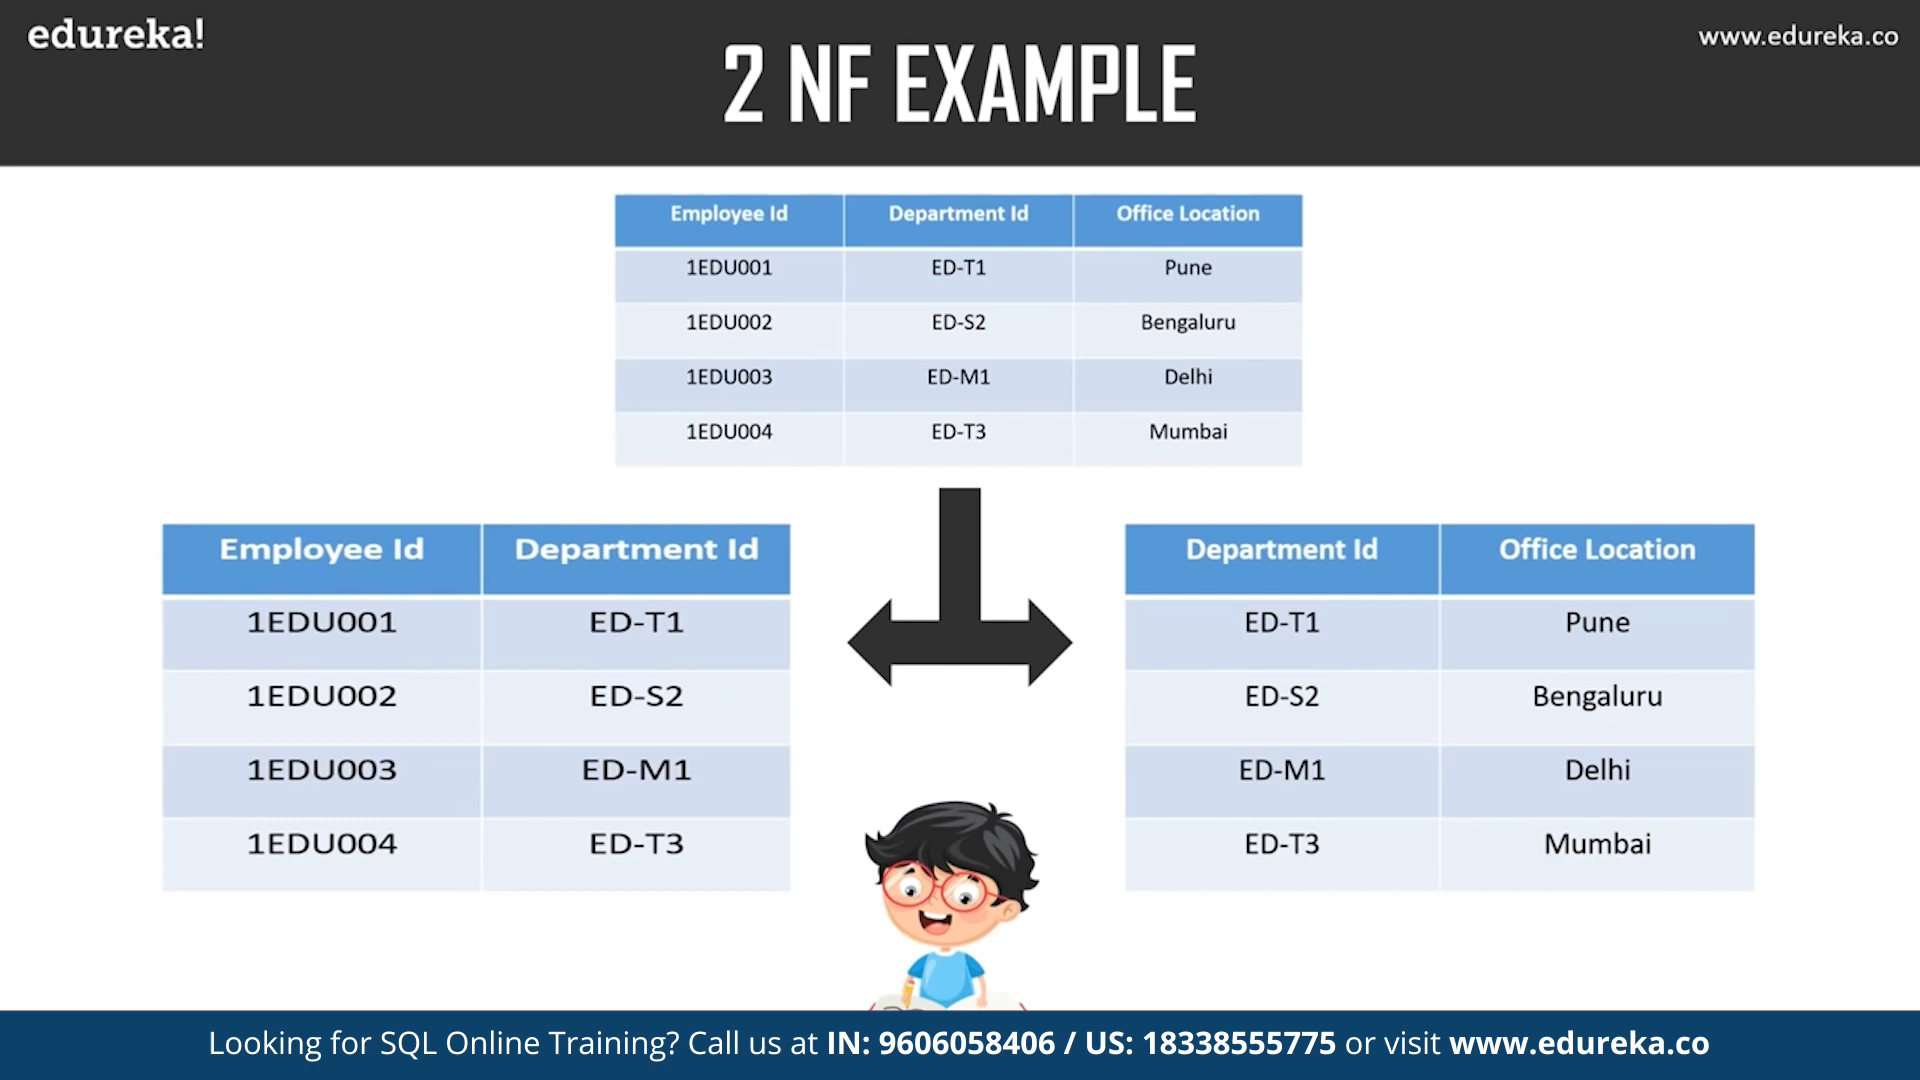 edureka!
www.edureka.co
2 NF EXAMPLE
Employee Id Department Id Office Location
1EDU001 ED-T1 Pune
1EDU002 ED-S2 Bengaluru
1EDU003 ED-M1 Delhi
1EDU004 ED-T3 Mumbai
Employee Id Department Id
1EDU001 ED-T1
1EDU002 ED-S2
1EDU003 ED-M1
1EDU004 ED-T3
Department Id Office Location
ED-T1 Pune
ED-S2 Bengaluru
ED-M1 Delhi
ED-T3 Mumbai
Looking for SQL Online Training? Call us at IN: 9606058406 / US: 18338555775 or visit www.edureka.co